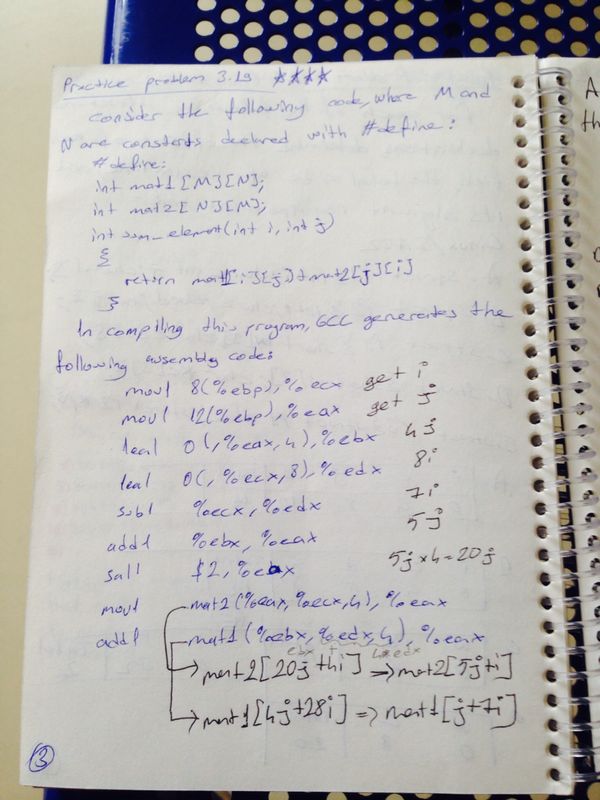 Practice problem 3.19 ☆☆☆☆
consider the following code, where M and
N are constants declared with #define:
#define:
int mat1[M][N];
int mat2[N][M];
int sum_element(int i, int j)
{
return mat1[i][j]+mat2[j][i]
}
In compiling this program, GCC generates the
following assembly code:
movl 8(%ebp),%ecx get i
movl 12(%ebp),%eax get j
leal 0(,%eax,4),%ebx 4j
leal 0(,%ecx,8),%edx 8i
subl %ecx,%edx 7i
addl %ebx,%eax 5j
sall $2,%eax 5j×4=20j
movl mat2(%eax,%ecx,4),%eax
addl mat1(%ebx,%edx,4),%eax
ebx + 4*edx
mat2[20j+4i] => mat2[5j+i]
mat1[4j+28i] => mat1[j+7i]
3
A
th